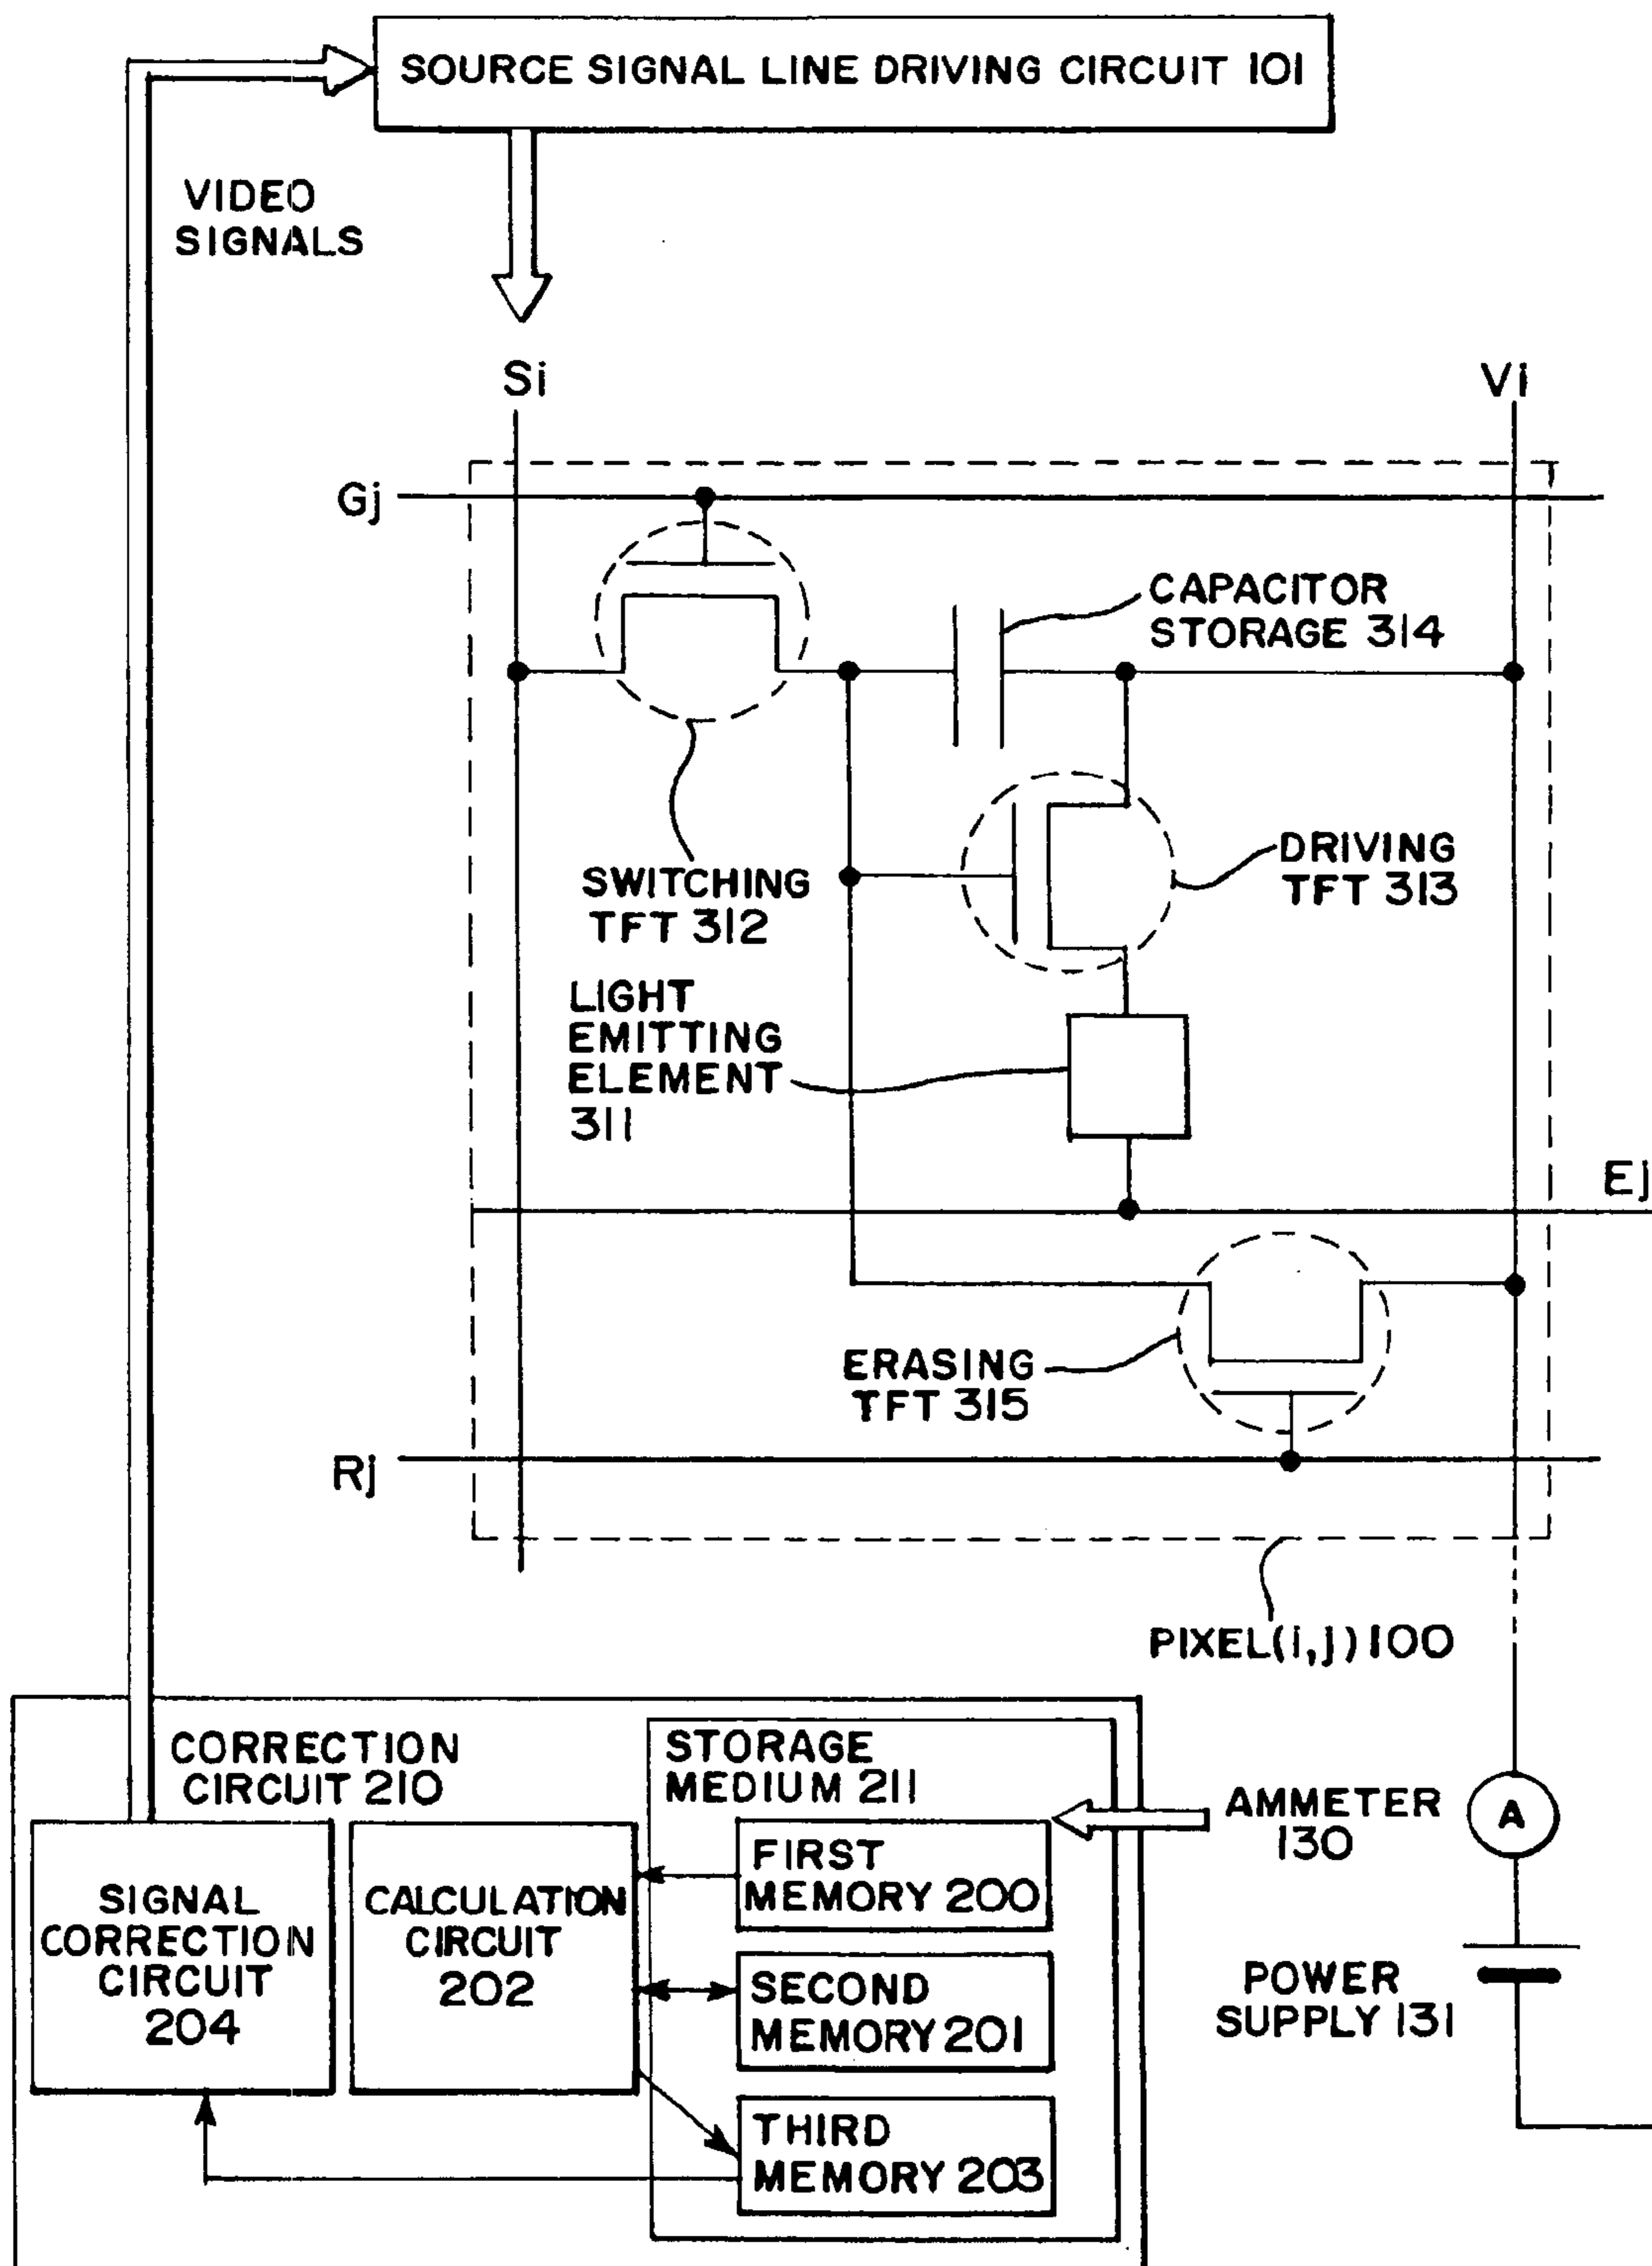 SOURCE SIGNAL LINE DRIVING CIRCUIT 101
VIDEO
SIGNALS
Si
Vi
Gj
CAPACITOR
STORAGE 314
SWITCHING
TFT 312
DRIVING
TFT 313
LIGHT
EMITTING
ELEMENT
311
Ej
ERASING
TFT 315
Rj
PIXEL(i,j) 100
CORRECTION
CIRCUIT 210
STORAGE
MEDIUM 211
AMMETER
130
A
FIRST
MEMORY 200
SIGNAL
CORRECTION
CIRCUIT
204
CALCULATION
CIRCUIT
202
SECOND
MEMORY 201
POWER
SUPPLY 131
THIRD
MEMORY 203